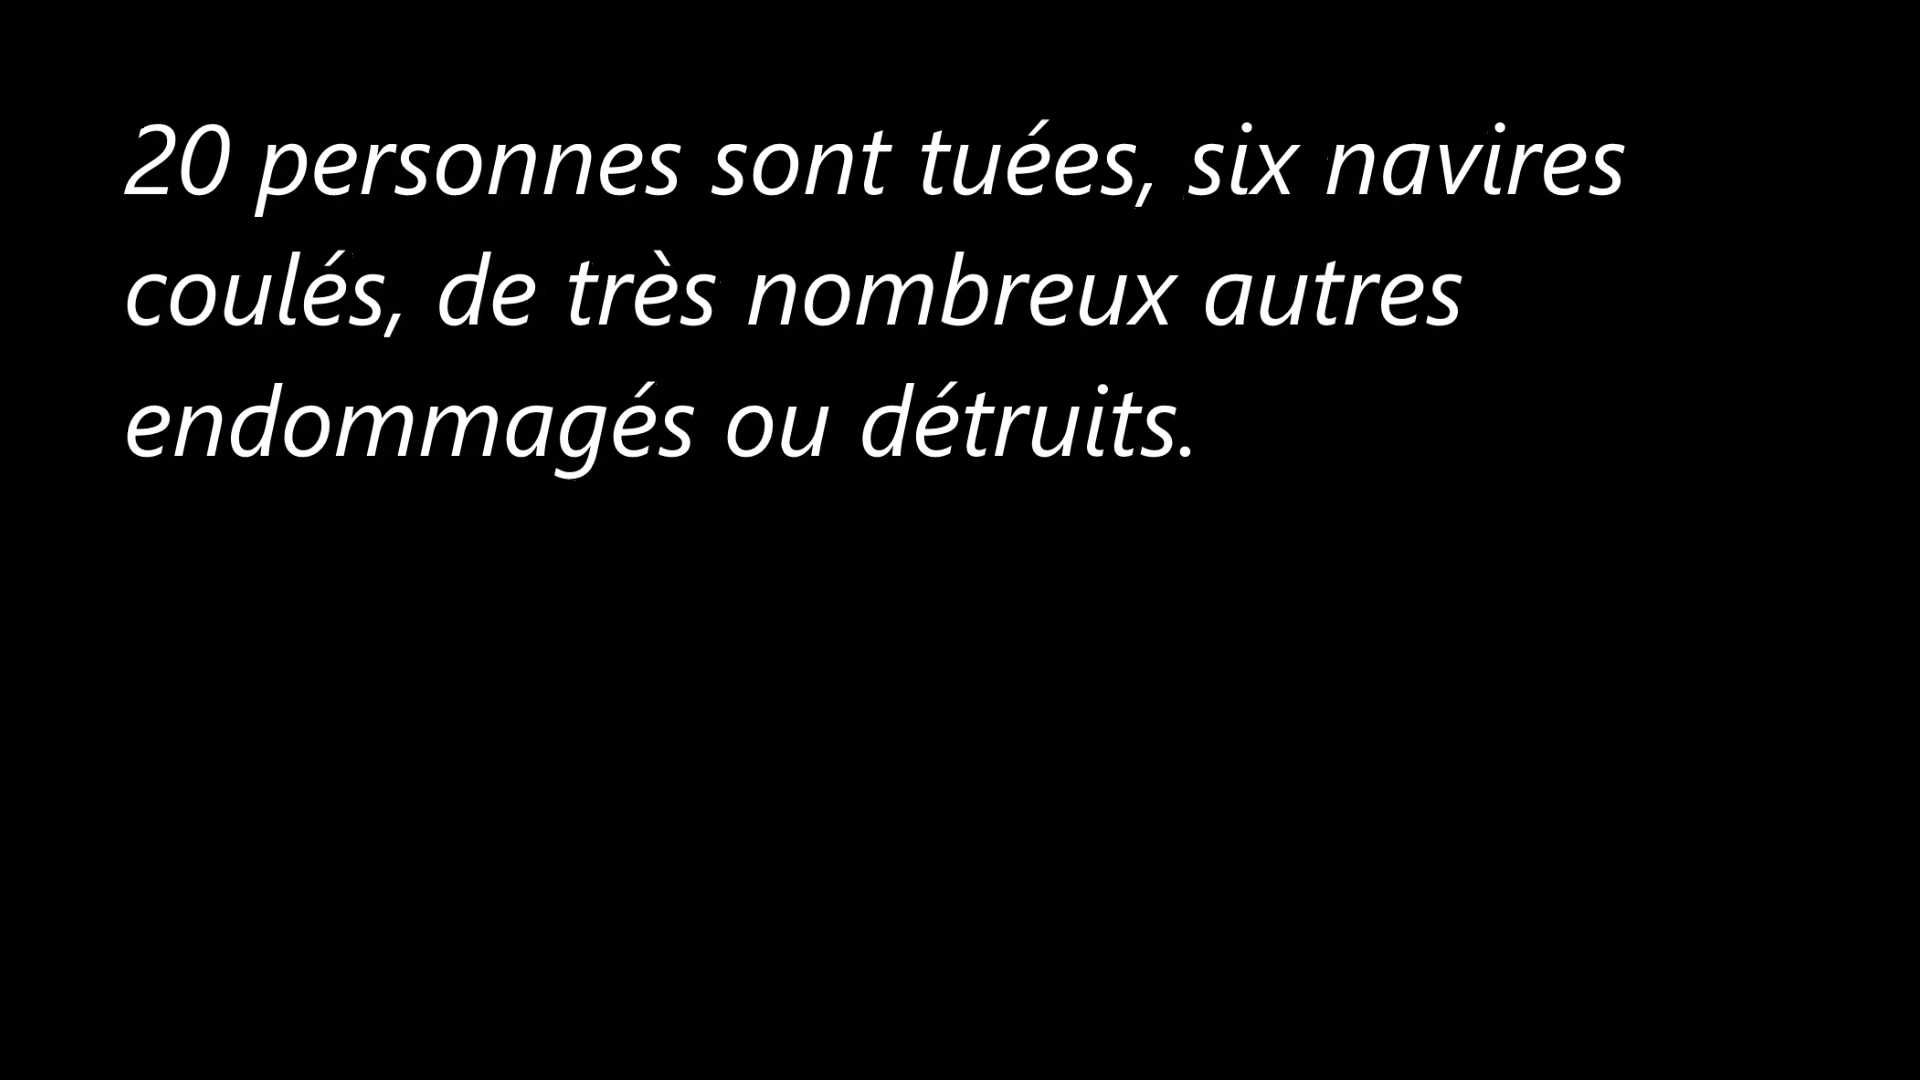 20 personnes sont tuées, six navires
coulés, de très nombreux autres
endommagés ou détruits.